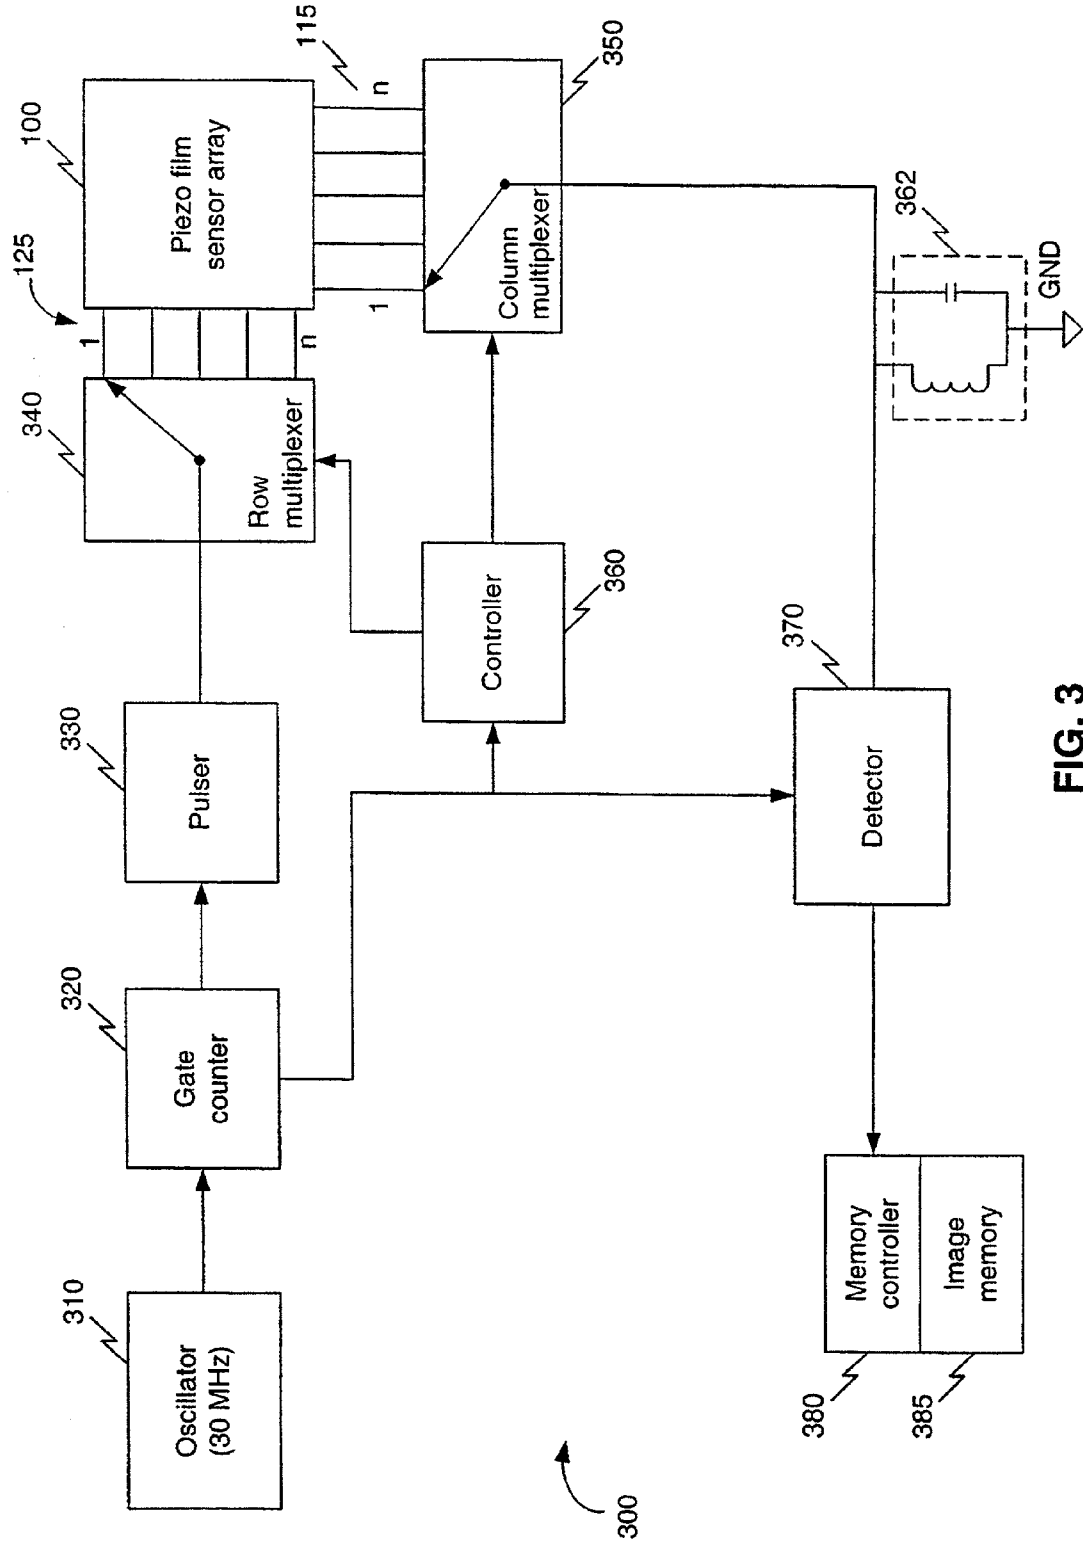 310
Oscillator
(30 MHz)
320
Gate
counter
330
Pulser
340
Row
multiplexer
125
1
n
100
Piezo film
sensor array
115
1
n
350
Column
multiplexer
360
Controller
362
GND
370
Detector
380
Memory
controller
385
Image
memory
300
FIG. 3